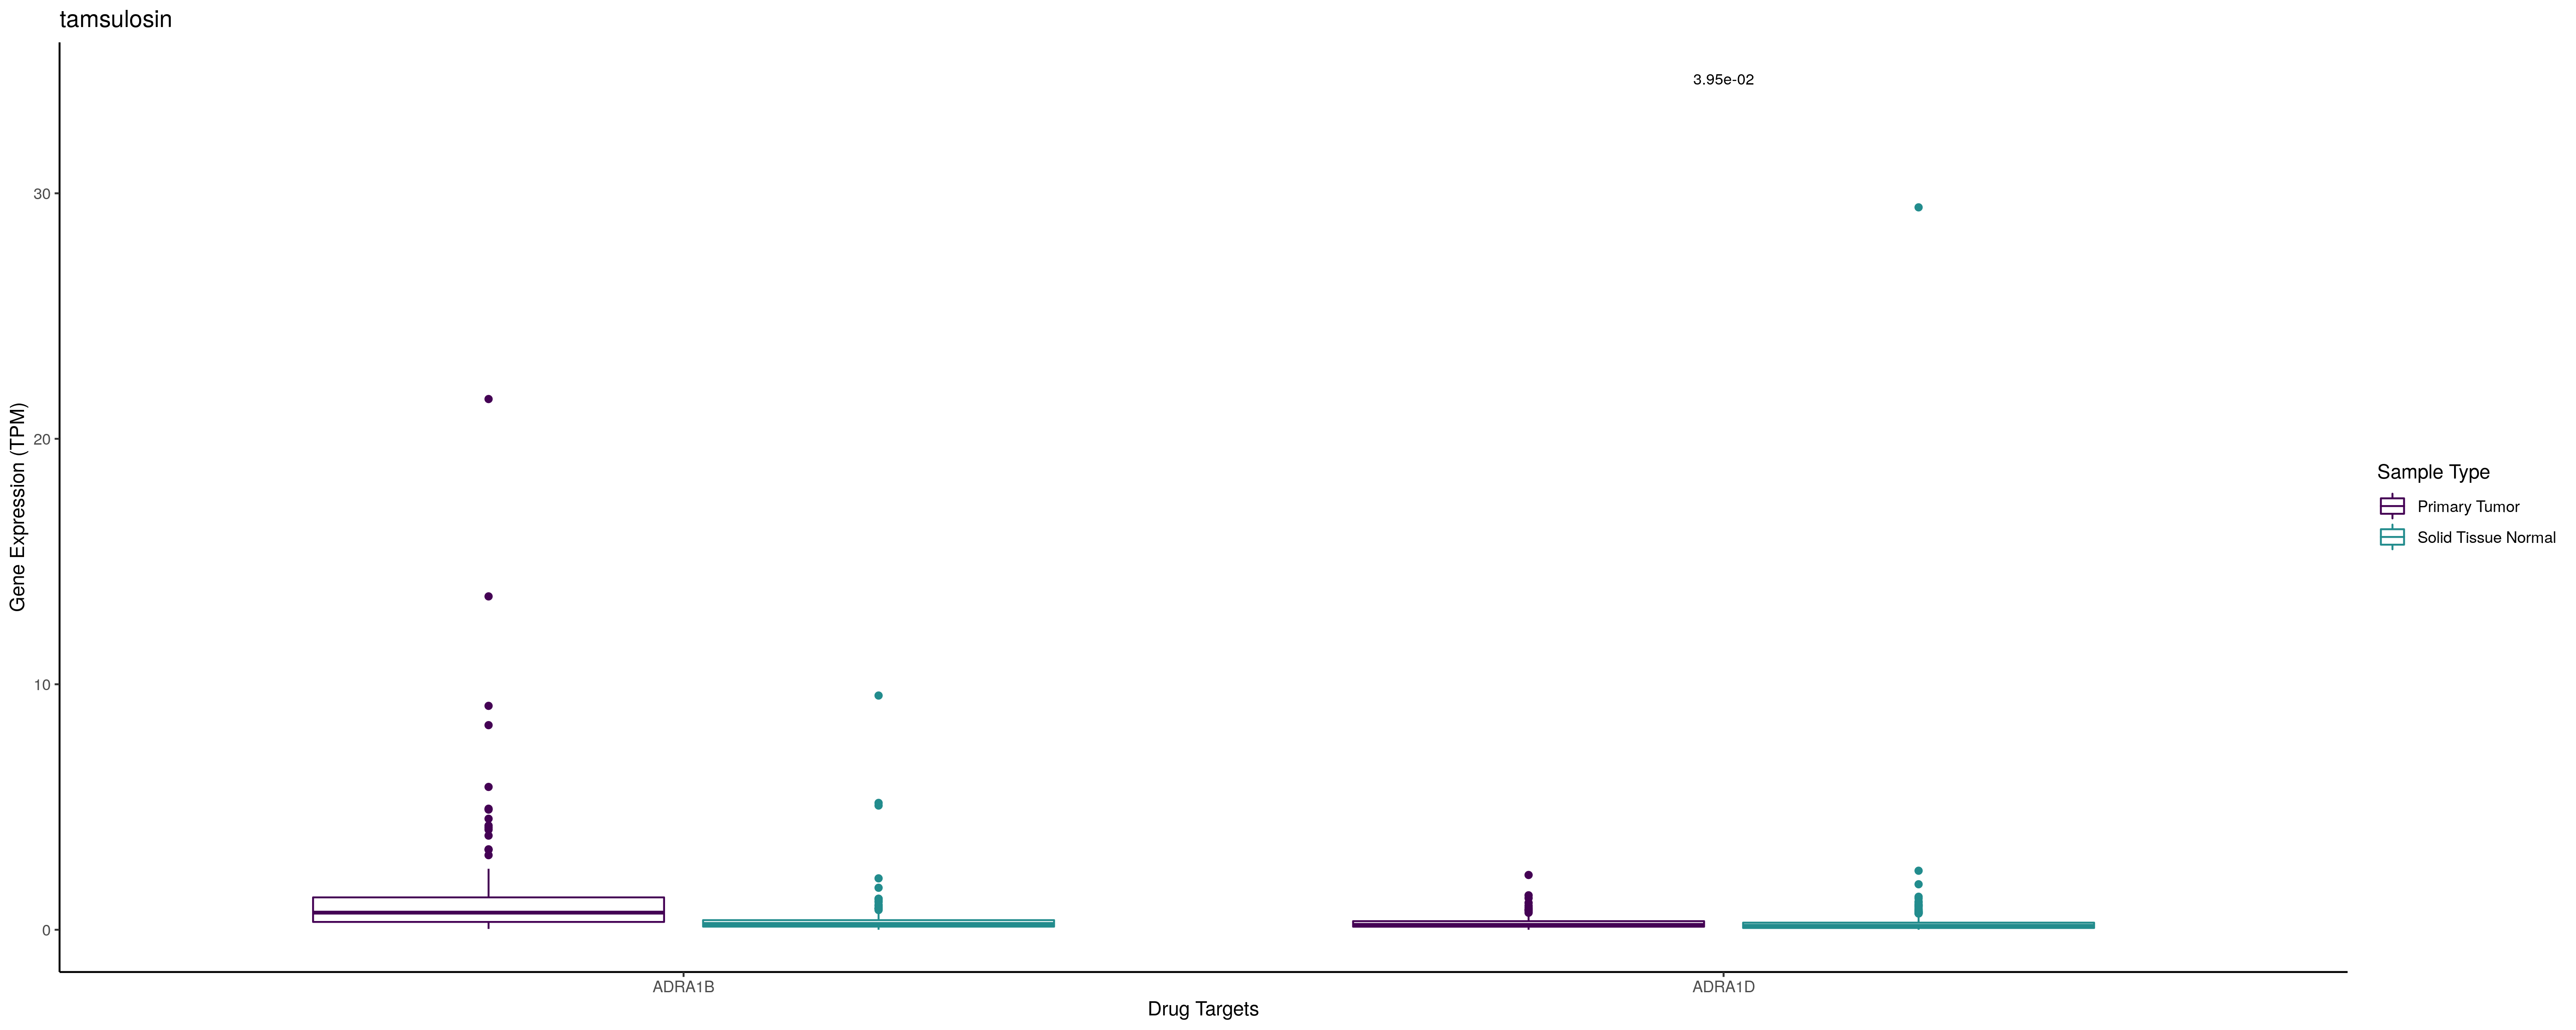 tamsulosin
3.95e-02
30
20
10
0
Gene Expression (TPM)
ADRA1B
ADRA1D
Drug Targets
Sample Type
Primary Tumor
Solid Tissue Normal